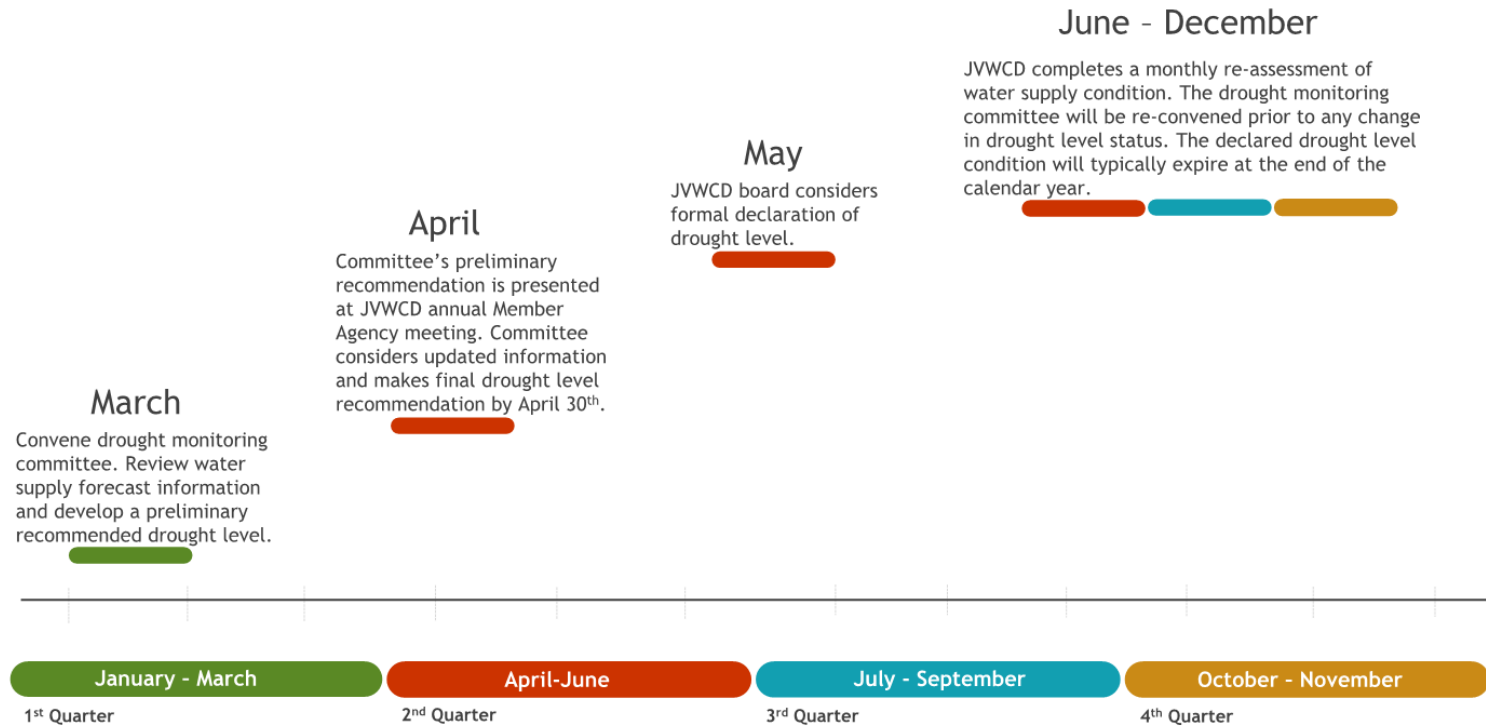 March
Convene drought monitoring
committee. Review water
supply forecast information
and develop a preliminary
recommended drought level.
April
Committee’s preliminary
recommendation is presented
at JVWCD annual Member
Agency meeting. Committee
considers updated information
and makes final drought level
recommendation by April 30th.
May
JVWCD board considers
formal declaration of
drought level.
June – December
JVWCD completes a monthly re-assessment of
water supply condition. The drought monitoring
committee will be re-convened prior to any change
in drought level status. The declared drought level
condition will typically expire at the end of the
calendar year.
January – March
April-June
July - September
October – November
1st Quarter
2nd Quarter
3rd Quarter
4th Quarter